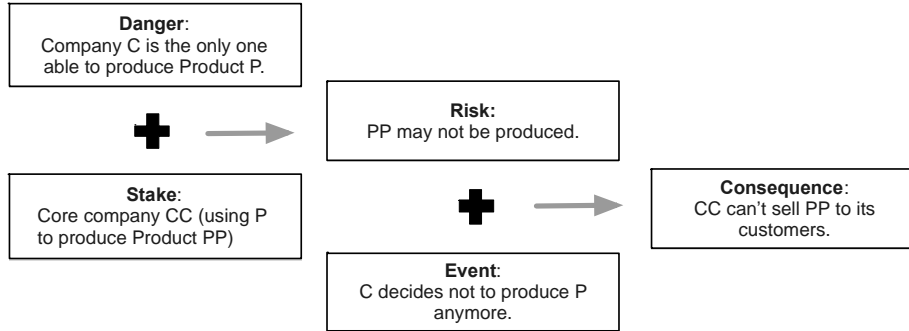 Danger:
Company C is the only one
able to produce Product P.
Stake:
Core company CC (using P
to produce Product PP)
Risk:
PP may not be produced.
Event:
C decides not to produce P
anymore.
Consequence:
CC can't sell PP to its
customers.